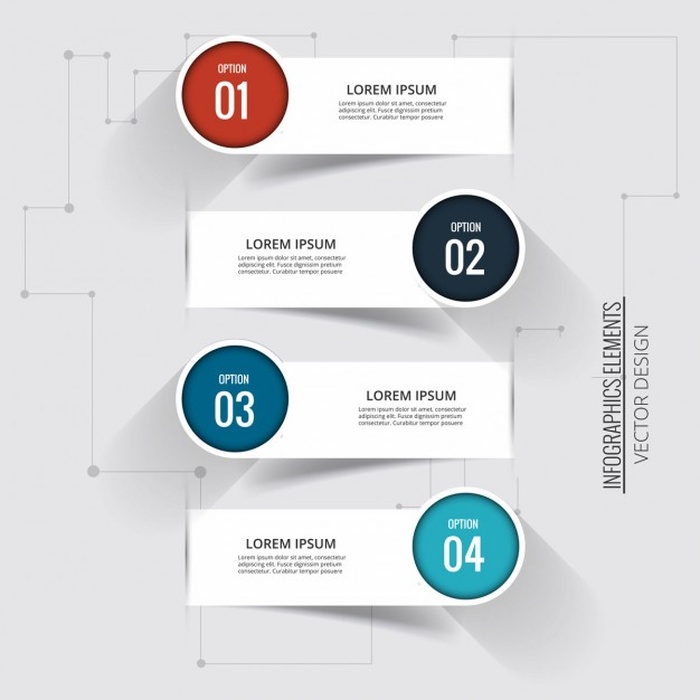 OPTION
01
LOREM IPSUM
Lorem ipsum dolor sit amet, consectetur
adipiscing elit. Fusce dignissim pretium
consectetur. Curabitur tempor posuere
LOREM IPSUM
Lorem ipsum dolor sit amet, consectetur
adipiscing elit. Fusce dignissim pretium
consectetur. Curabitur tempor posuere
OPTION
02
OPTION
03
LOREM IPSUM
Lorem ipsum dolor sit amet, consectetur
adipiscing elit. Fusce dignissim pretium
consectetur. Curabitur tempor posuere
LOREM IPSUM
Lorem ipsum dolor sit amet, consectetur
adipiscing elit. Fusce dignissim pretium
consectetur. Curabitur tempor posuere
OPTION
04
INFOGRAPHICS ELEMENTS
VECTOR DESIGN